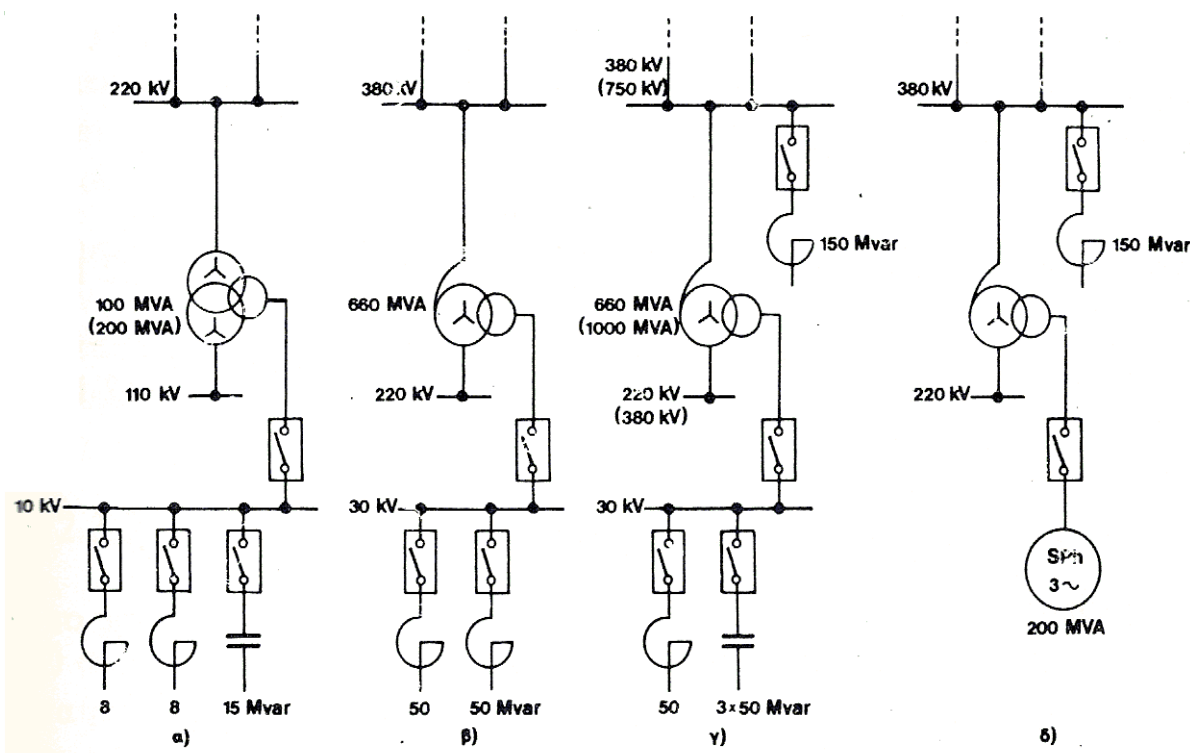 220 kV
100 MVA
(200 MVA)
110 kV
10 kV
8
8
15 Mvar
α)
380 kV
660 MVA
220 kV
30 kV
50
50 Mvar
β)
380 kV
(750 kV)
150 Mvar
660 MVA
(1000 MVA)
220 kV
(380 kV)
30 kV
50
3×50 Mvar
γ)
380 kV
150 Mvar
220 kV
SPh
3~
200 MVA
δ)